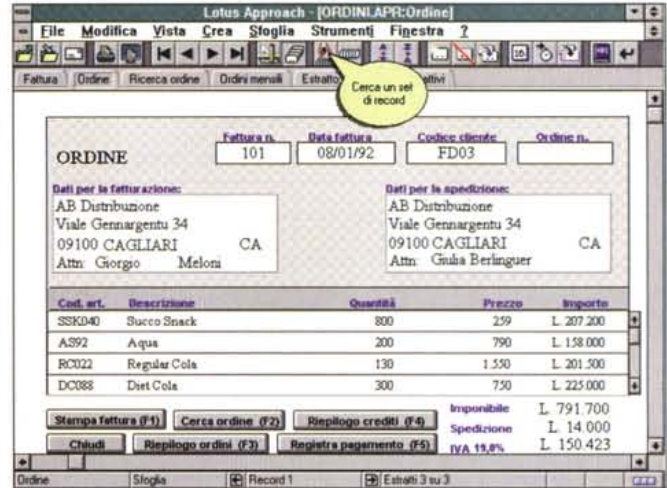 Lotus Approach - [ORDINI.APR:Ordine]
File Modifica Vista Crea Sfoglia Strumenti Finestra ?
Fattura Ordine Ricerca ordine Ordini mensili
Cerca un set
di record
ORDINE
Fattura n. Data fattura Codice cliente Ordine n.
101 08/01/92 FD03
Dati per la fatturazione:
AB Distribuzione
Viale Gennargentu 34
09100 CAGLIARI CA
Attn: Giorgio Meloni
Dati per la spedizione:
AB Distribuzione
Viale Gennargentu 34
09100 CAGLIARI CA
Attn: Giulia Berlinguer
Cod. art. Descrizione Quantità Prezzo Importo
SSK040 Succo Snack 800 259 L. 207.200
AS92 Aqua 200 790 L. 158.000
RC022 Regular Cola 130 1.550 L. 201.500
DC088 Diet Cola 300 750 L. 225.000
Stampa fattura (F1) Cerca ordine (F2) Riepilogo crediti (F4)
Chiudi Riepilogo ordini (F3) Registra pagamento (F5)
Imponibile L. 791.700
Spedizione L. 14.000
IVA 19,0% L. 150.423
Ordine Sfoglia Record 1 Estratti 3 su 3